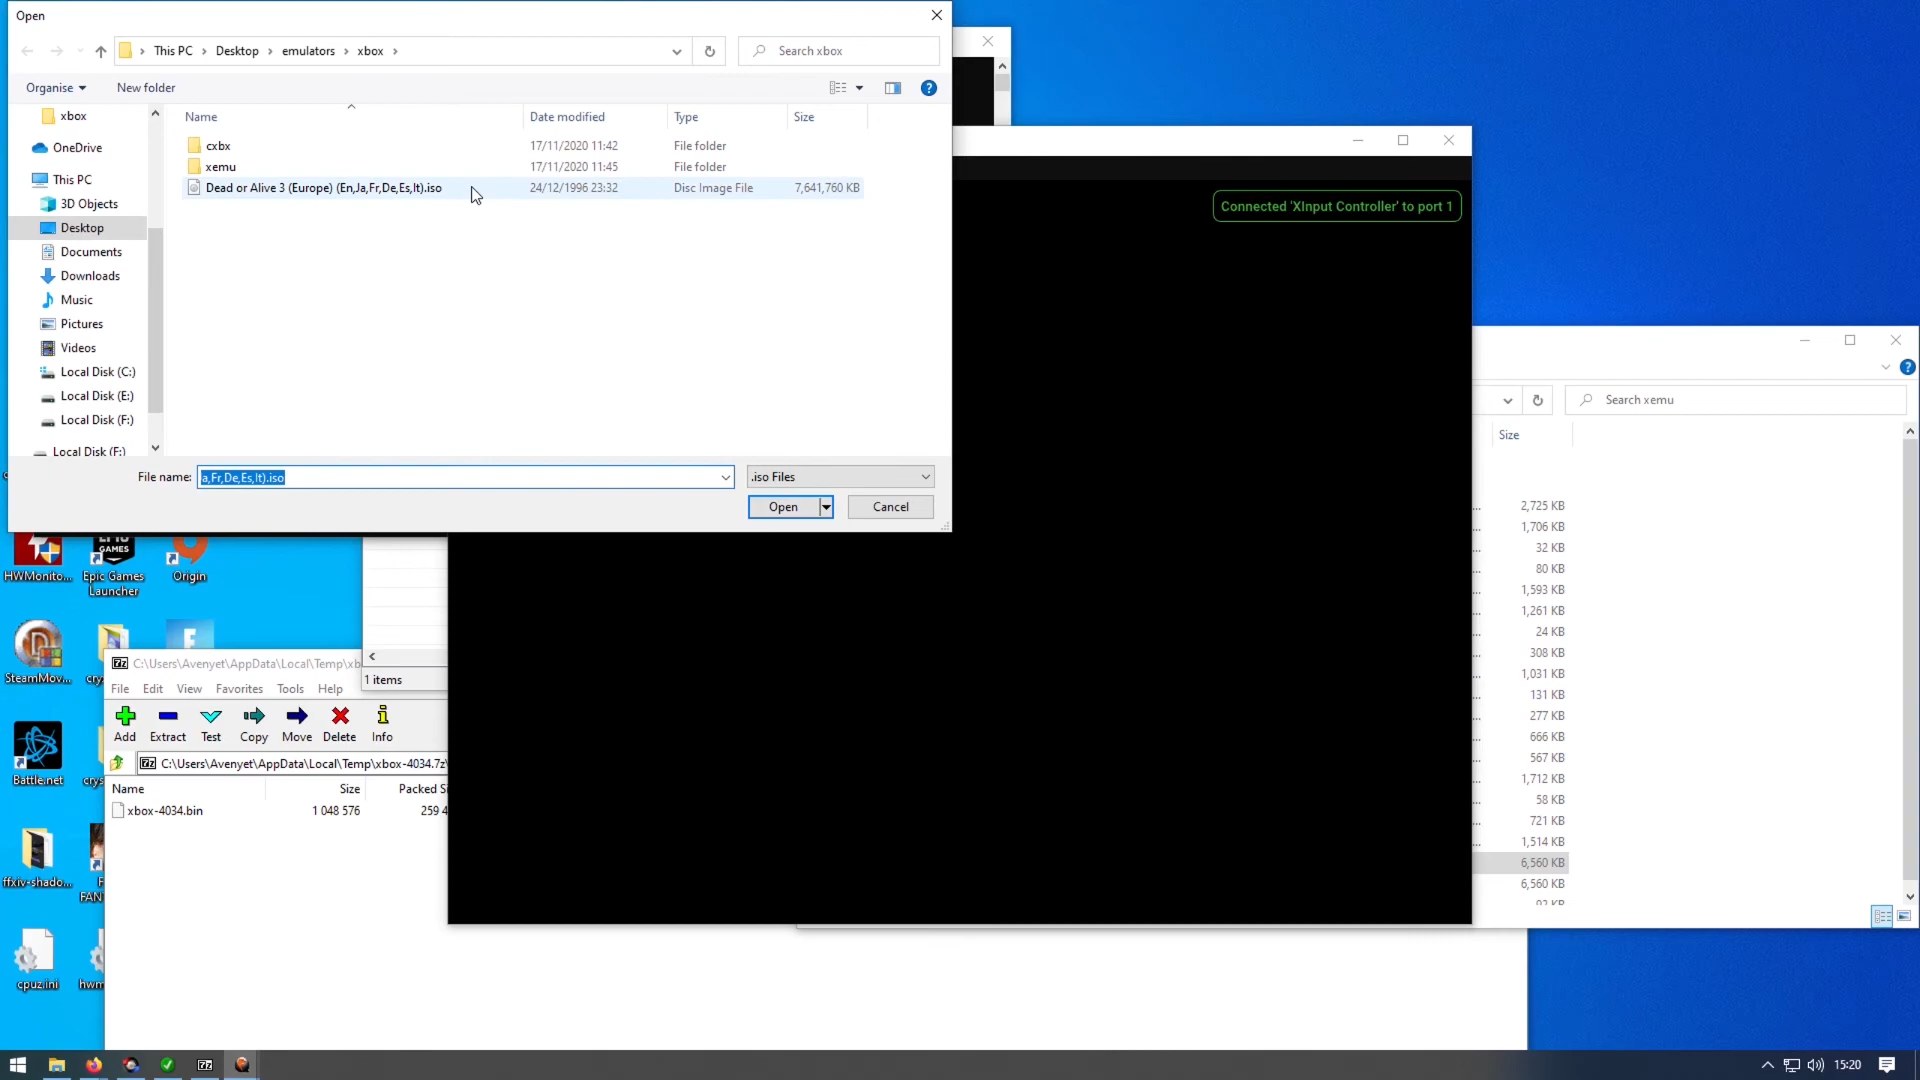 Open
This PC
Desktop
emulators
xbox
Search xbox
Organise
New folder
xbox
OneDrive
This PC
3D Objects
Desktop
Documents
Downloads
Music
Pictures
Videos
Local Disk (C:)
Local Disk (E:)
Local Disk (F:)
Local Disk (F:)
Name
Date modified
Type
Size
cxbx
17/11/2020 11:42
File folder
xemu
17/11/2020 11:45
File folder
Dead or Alive 3 (Europe) (En,Ja,Fr,De,Es,It).iso
24/12/1996 23:32
Disc Image File
7,641,760 KB
File name:
a,Fr,De,Es,It).iso
.iso Files
Open
Cancel
Connected 'XInput Controller' to port 1
Search xemu
Size
2,725 KB
1,706 KB
32 KB
80 KB
1,593 KB
1,261 KB
24 KB
308 KB
1,031 KB
131 KB
277 KB
666 KB
567 KB
1,712 KB
58 KB
721 KB
1,514 KB
6,560 KB
6,560 KB
HWMonito...
GAMES
Epic Games
Launcher
Origin
SteamMov...
Battle.net
ffxiv-shado...
cpuz.ini
1 items
7z
C:\Users\Avenyet\AppData\Local\Temp\xb
File
Edit
View
Favorites
Tools
Help
Add
Extract
Test
Copy
Move
Delete
Info
7z
C:\Users\Avenyet\AppData\Local\Temp\xbox-4034.7z\
Name
Size
Packed Si
xbox-4034.bin
1 048 576
259 4
7z
15:20